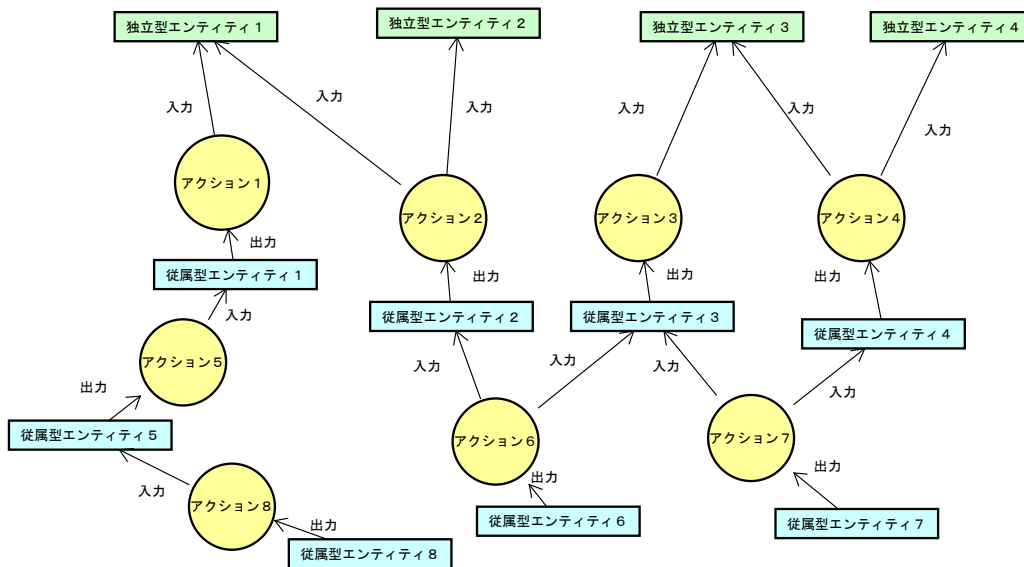 独立型エンティティ１
独立型エンティティ２
独立型エンティティ３
独立型エンティティ４
入力
入力
入力
入力
入力
入力
アクション１
アクション２
アクション３
アクション４
出力
出力
出力
出力
従属型エンティティ１
従属型エンティティ２
従属型エンティティ３
従属型エンティティ４
入力
アクション５
入力
入力
入力
入力
出力
従属型エンティティ５
アクション６
アクション７
入力
アクション８
出力
出力
従属型エンティティ６
従属型エンティティ７
出力
従属型エンティティ８